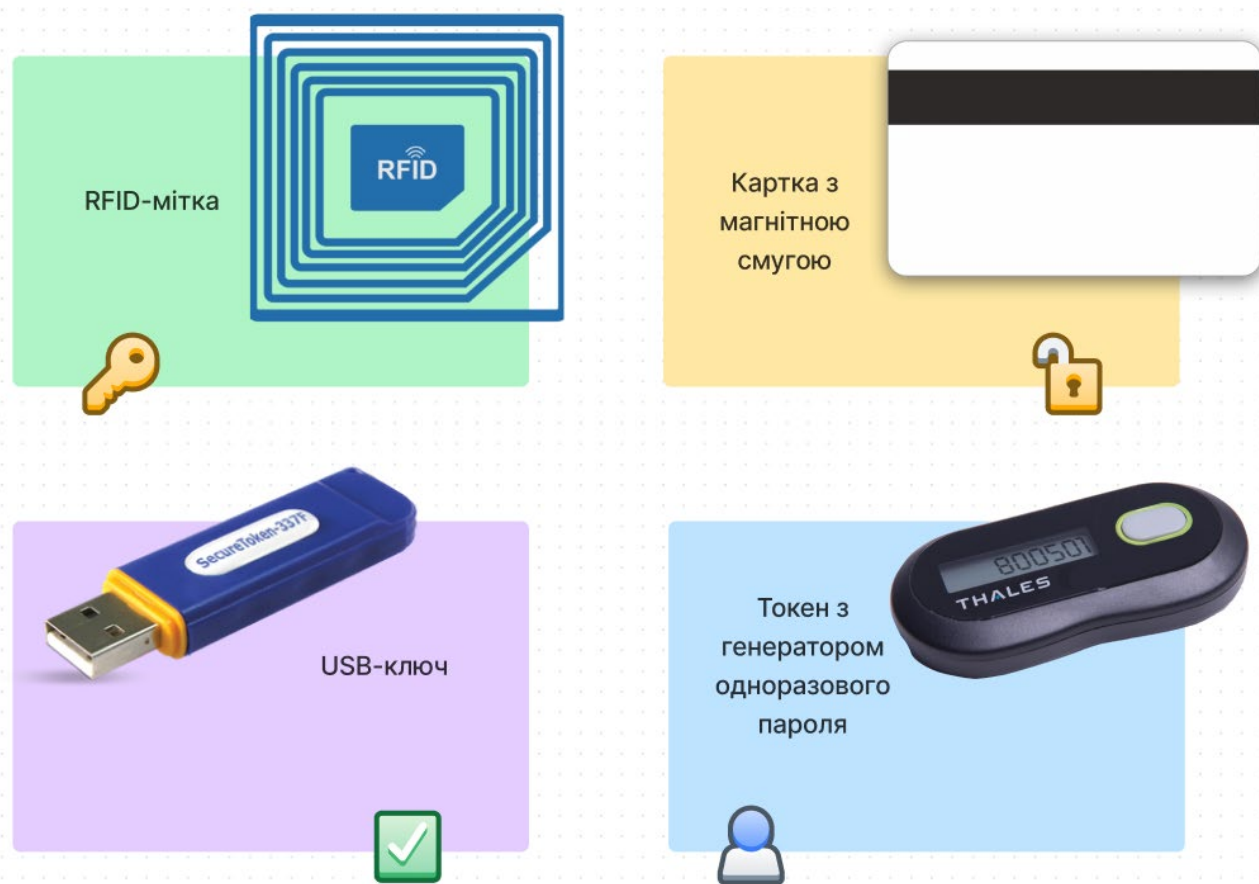 RFID-мітка
RFID
Картка з
магнітною
смугою
SecureToken-337F
USB-ключ
800501
THALES
Токен з
генератором
одноразового
пароля